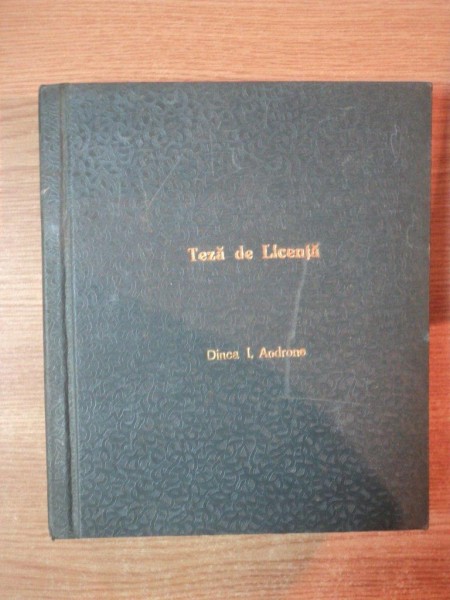 Teză de Licență
Dinca I. Androne